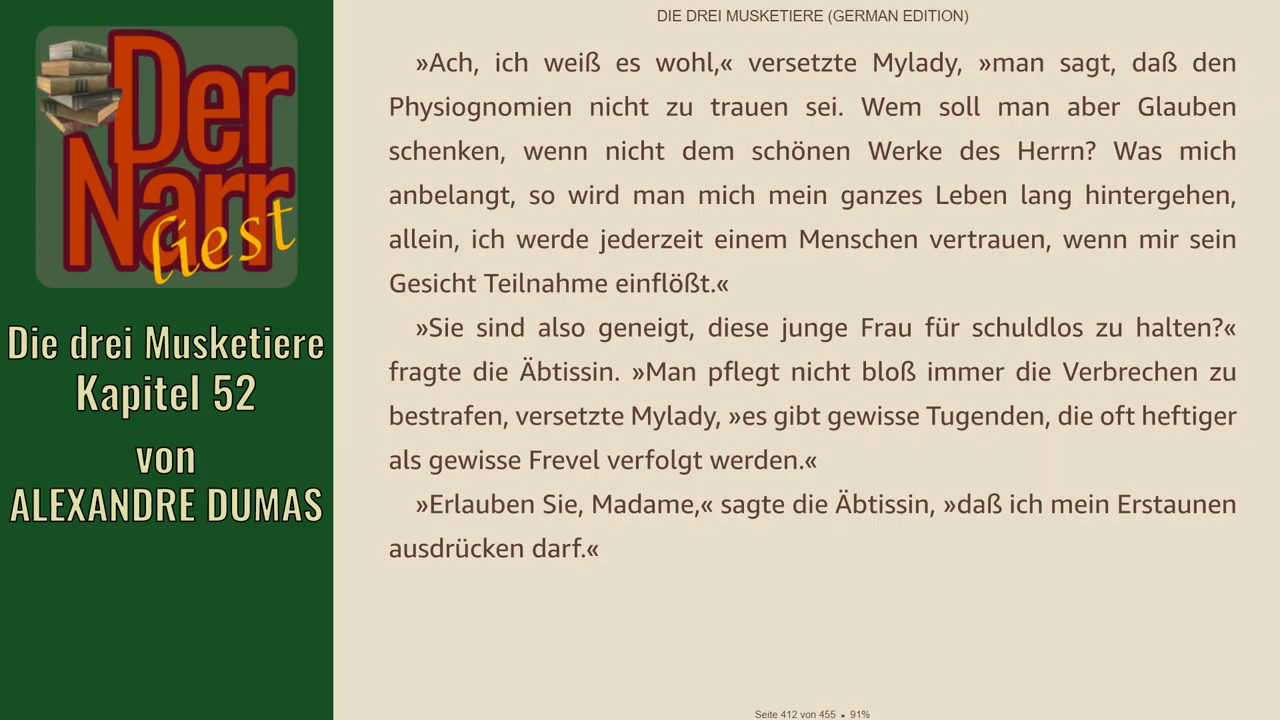 Der
Narr
liest
Die drei Musketiere
Kapitel 52
von
ALEXANDRE DUMAS
DIE DREI MUSKETIERE (GERMAN EDITION)
»Ach, ich weiß es wohl,« versetzte Mylady, »man sagt, daß den
Physiognomien nicht zu trauen sei. Wem soll man aber Glauben
schenken, wenn nicht dem schönen Werke des Herrn? Was mich
anbelangt, so wird man mich mein ganzes Leben lang hintergehen,
allein, ich werde jederzeit einem Menschen vertrauen, wenn mir sein
Gesicht Teilnahme einflößt.«
»Sie sind also geneigt, diese junge Frau für schuldlos zu halten?«
fragte die Äbtissin. »Man pflegt nicht bloß immer die Verbrechen zu
bestrafen, versetzte Mylady, »es gibt gewisse Tugenden, die oft heftiger
als gewisse Frevel verfolgt werden.«
»Erlauben Sie, Madame,« sagte die Äbtissin, »daß ich mein Erstaunen
ausdrücken darf.«
Seite 412 von 455 • 91%